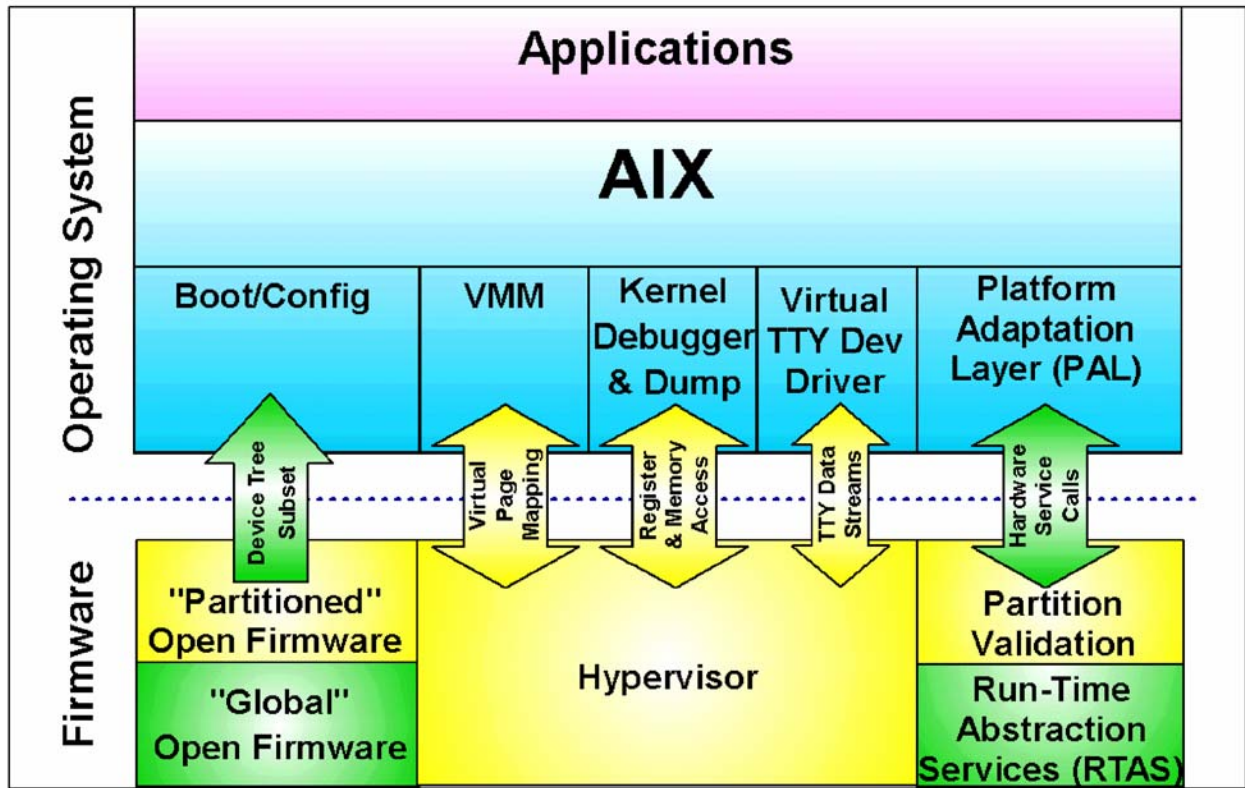 Applications
AIX
Operating System
Boot/Config
VMM
Kernel
Debugger
& Dump
Virtual
TTY Dev
Driver
Platform
Adaptation
Layer (PAL)
Device Tree
Subset
Virtual
Page
Mapping
Register
& Memory
Access
TTY Data
Streams
Hardware
Service
Calls
Firmware
"Partitioned"
Open Firmware
"Global"
Open Firmware
Hypervisor
Partition
Validation
Run-Time
Abstraction
Services (RTAS)